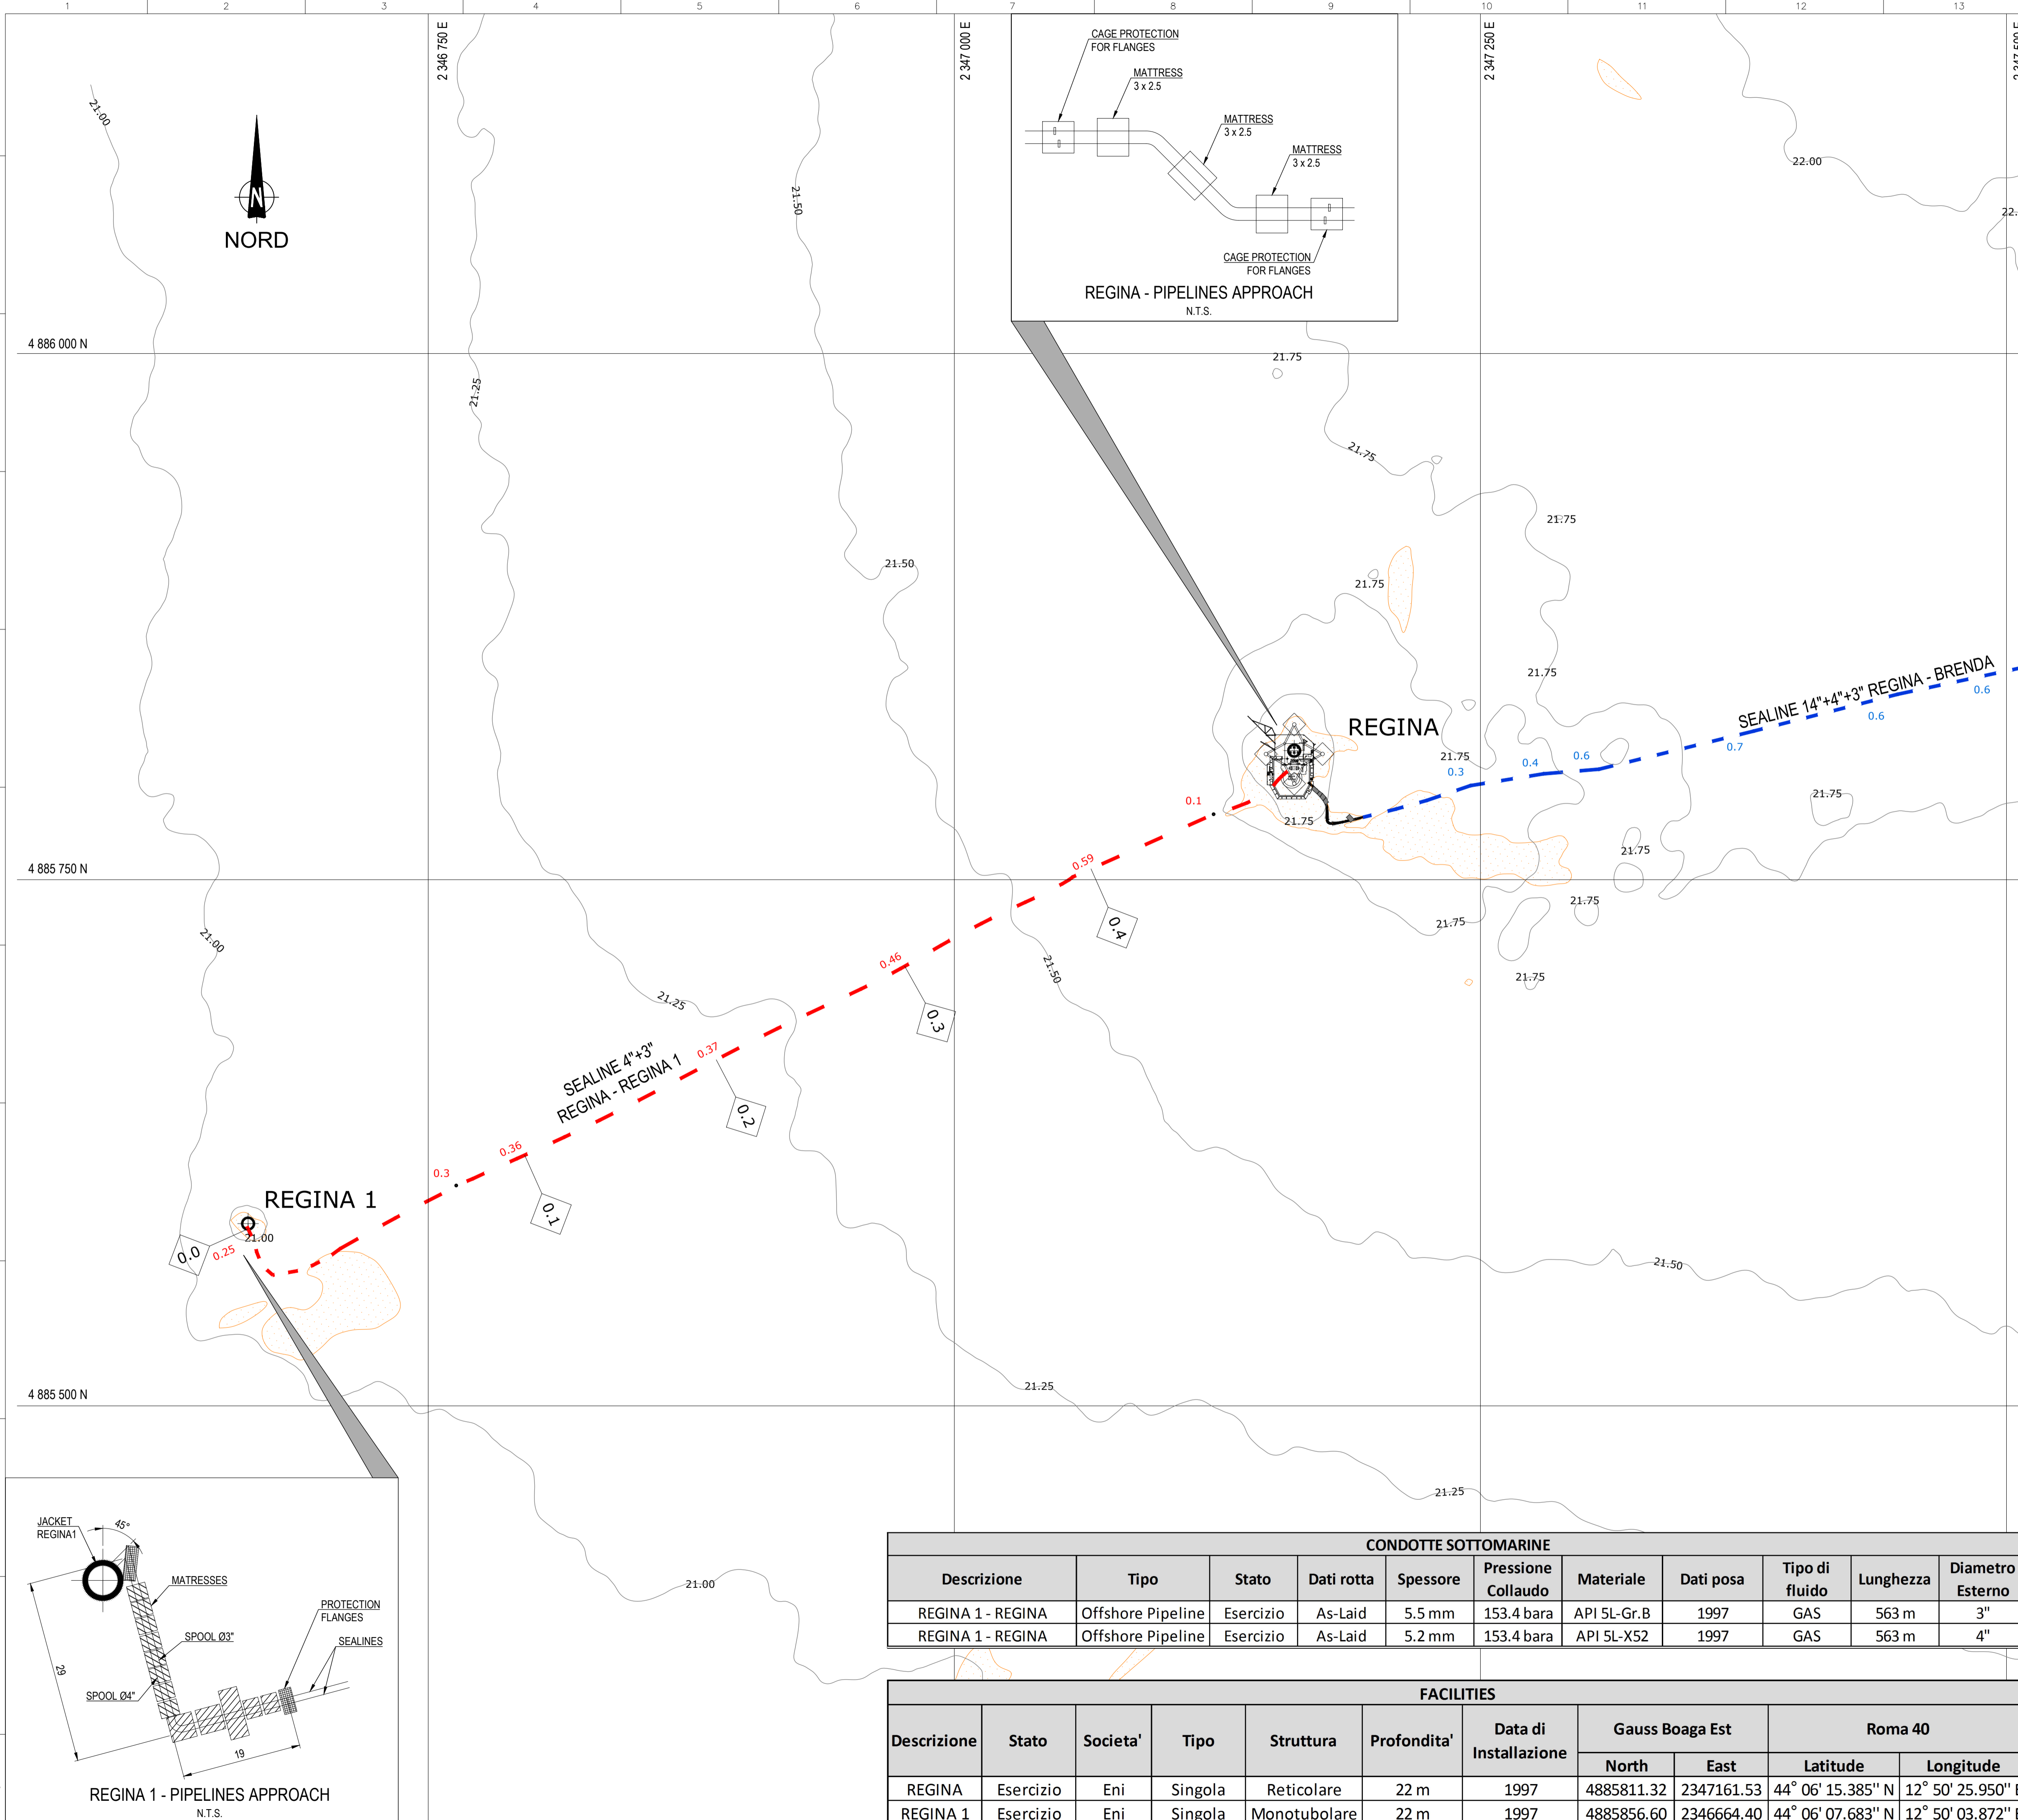 1 2 3 4 5 6 7 8 9 10 11 12 13
2 346 750 E
2 347 000 E
2 347 250 E
CAGE PROTECTION
FOR FLANGES
MATTRESS
3 x 2.5
MATTRESS
3 x 2.5
MATTRESS
3 x 2.5
CAGE PROTECTION
FOR FLANGES
REGINA - PIPELINES APPROACH
N.T.S.
21.00
N
NORD
21.50
22.00
22.
4 886 000 N
21.75
21.25
21.75
21.75
21.50
21.75
21.75
SEALINE 14"+4"+3" REGINA - BRENDA
0.6
0.6
0.7
REGINA
21.75
0.6
0.4
0.3
21.75
0.1
21.75
21.75
4 885 750 N
0.59
0.4
21.75
21.75
21.00
0.46
21.50
21.75
21.25
0.3
SEALINE 4"+3"
REGINA - REGINA 1
0.37
0.2
0.36
0.3
0.1
REGINA 1
21.00
0.0
0.25
21.50
4 885 500 N
21.25
21.25
21.00
JACKET
REGINA1
45°
MATRESSES
PROTECTION
FLANGES
SPOOL Ø3"
SEALINES
29
SPOOL Ø4"
19
REGINA 1 - PIPELINES APPROACH
N.T.S.
CONDOTTE SOTTOMARINE
Descrizione Tipo Stato Dati rotta Spessore Pressione Collaudo Materiale Dati posa Tipo di fluido Lunghezza Diametro Esterno
REGINA 1 - REGINA Offshore Pipeline Esercizio As-Laid 5.5 mm 153.4 bara API 5L-Gr.B 1997 GAS 563 m 3"
REGINA 1 - REGINA Offshore Pipeline Esercizio As-Laid 5.2 mm 153.4 bara API 5L-X52 1997 GAS 563 m 4"
FACILITIES
Descrizione Stato Societa' Tipo Struttura Profondita' Data di Installazione Gauss Boaga Est Roma 40
North East Latitude Longitude
REGINA Esercizio Eni Singola Reticolare 22 m 1997 4885811.32 2347161.53 44° 06' 15.385'' N 12° 50' 25.950'' E
REGINA 1 Esercizio Eni Singola Monotubolare 22 m 1997 4885856.60 2346664.40 44° 06' 07.683'' N 12° 50' 03.872'' E